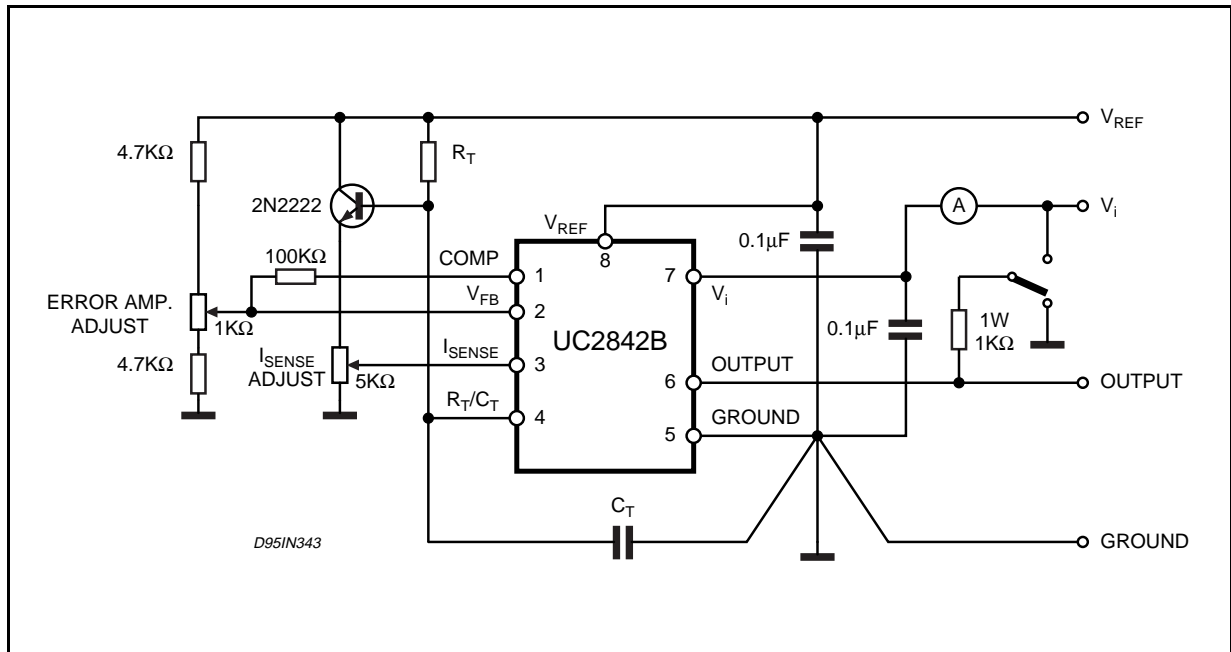 V_REF
4.7KΩ
R_T
2N2222
V_i
A
V_REF
8
0.1µF
100KΩ
COMP
1
7
V_i
V_FB
2
ERROR AMP.
ADJUST
1KΩ
UC2842B
0.1µF
1W
1KΩ
I_SENSE
3
4.7KΩ
I_SENSE
ADJUST
5KΩ
OUTPUT
6
OUTPUT
R_T/C_T
4
GROUND
5
C_T
D95IN343
GROUND